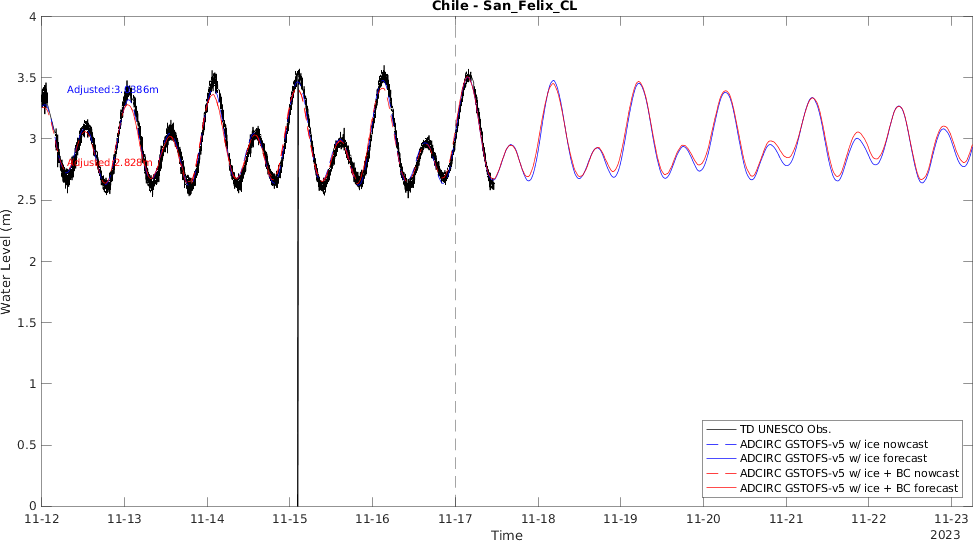 Chile - San_Felix_CL
Water Level (m)
4
3.5
3
2.5
2
1.5
1
0.5
0
Adjusted:2.828m
11-12
11-13
11-14
11-15
11-16
11-17
11-18
11-19
11-20
11-21
11-22
11-23
2023
Time
TD UNESCO Obs.
ADCIRC GSTOFS-v5 w/ ice nowcast
ADCIRC GSTOFS-v5 w/ ice forecast
ADCIRC GSTOFS-v5 w/ ice + BC nowcast
ADCIRC GSTOFS-v5 w/ ice + BC forecast